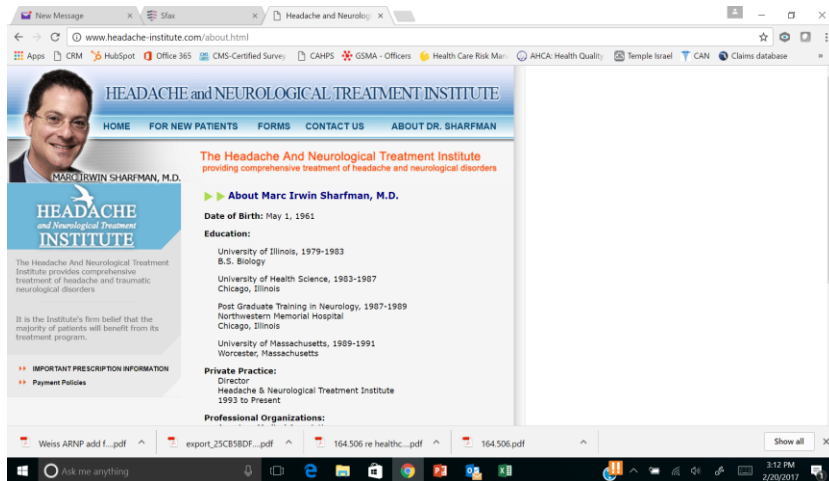 New Message
Sfax
Headache and Neurolog
www.headache-institute.com/about.html
Apps CRM HubSpot Office 365 CMS-Certified Survey CAHPS GSMA - Officers Health Care Risk Man AHCA: Health Quality Temple Israel CAN Claims database »
HEADACHE and NEUROLOGICAL TREATMENT INSTITUTE
HOME FOR NEW PATIENTS FORMS CONTACT US ABOUT DR. SHARFMAN
MARC IRWIN SHARFMAN, M.D.
HEADACHE
and Neurological Treatment
INSTITUTE
The Headache And Neurological Treatment
Institute provides comprehensive
treatment of headache and traumatic
neurological disorders
It is the Institute's firm belief that the
majority of patients will benefit from its
treatment program.
IMPORTANT PRESCRIPTION INFORMATION
Payment Policies
The Headache And Neurological Treatment Institute
providing comprehensive treatment of headache and neurological disorders
About Marc Irwin Sharfman, M.D.
Date of Birth: May 1, 1961
Education:
University of Illinois, 1979-1983
B.S. Biology
University of Health Science, 1983-1987
Chicago, Illinois
Post Graduate Training in Neurology, 1987-1989
Northwestern Memorial Hospital
Chicago, Illinois
University of Massachusetts, 1989-1991
Worcester, Massachusetts
Private Practice:
Director
Headache & Neurological Treatment Institute
1993 to Present
Professional Organizations:
Weiss ARNP add f....pdf
export_25CB5BDF....pdf
164.506 re healthc....pdf
164.506.pdf
Show all
Ask me anything
3:12 PM
2/20/2017